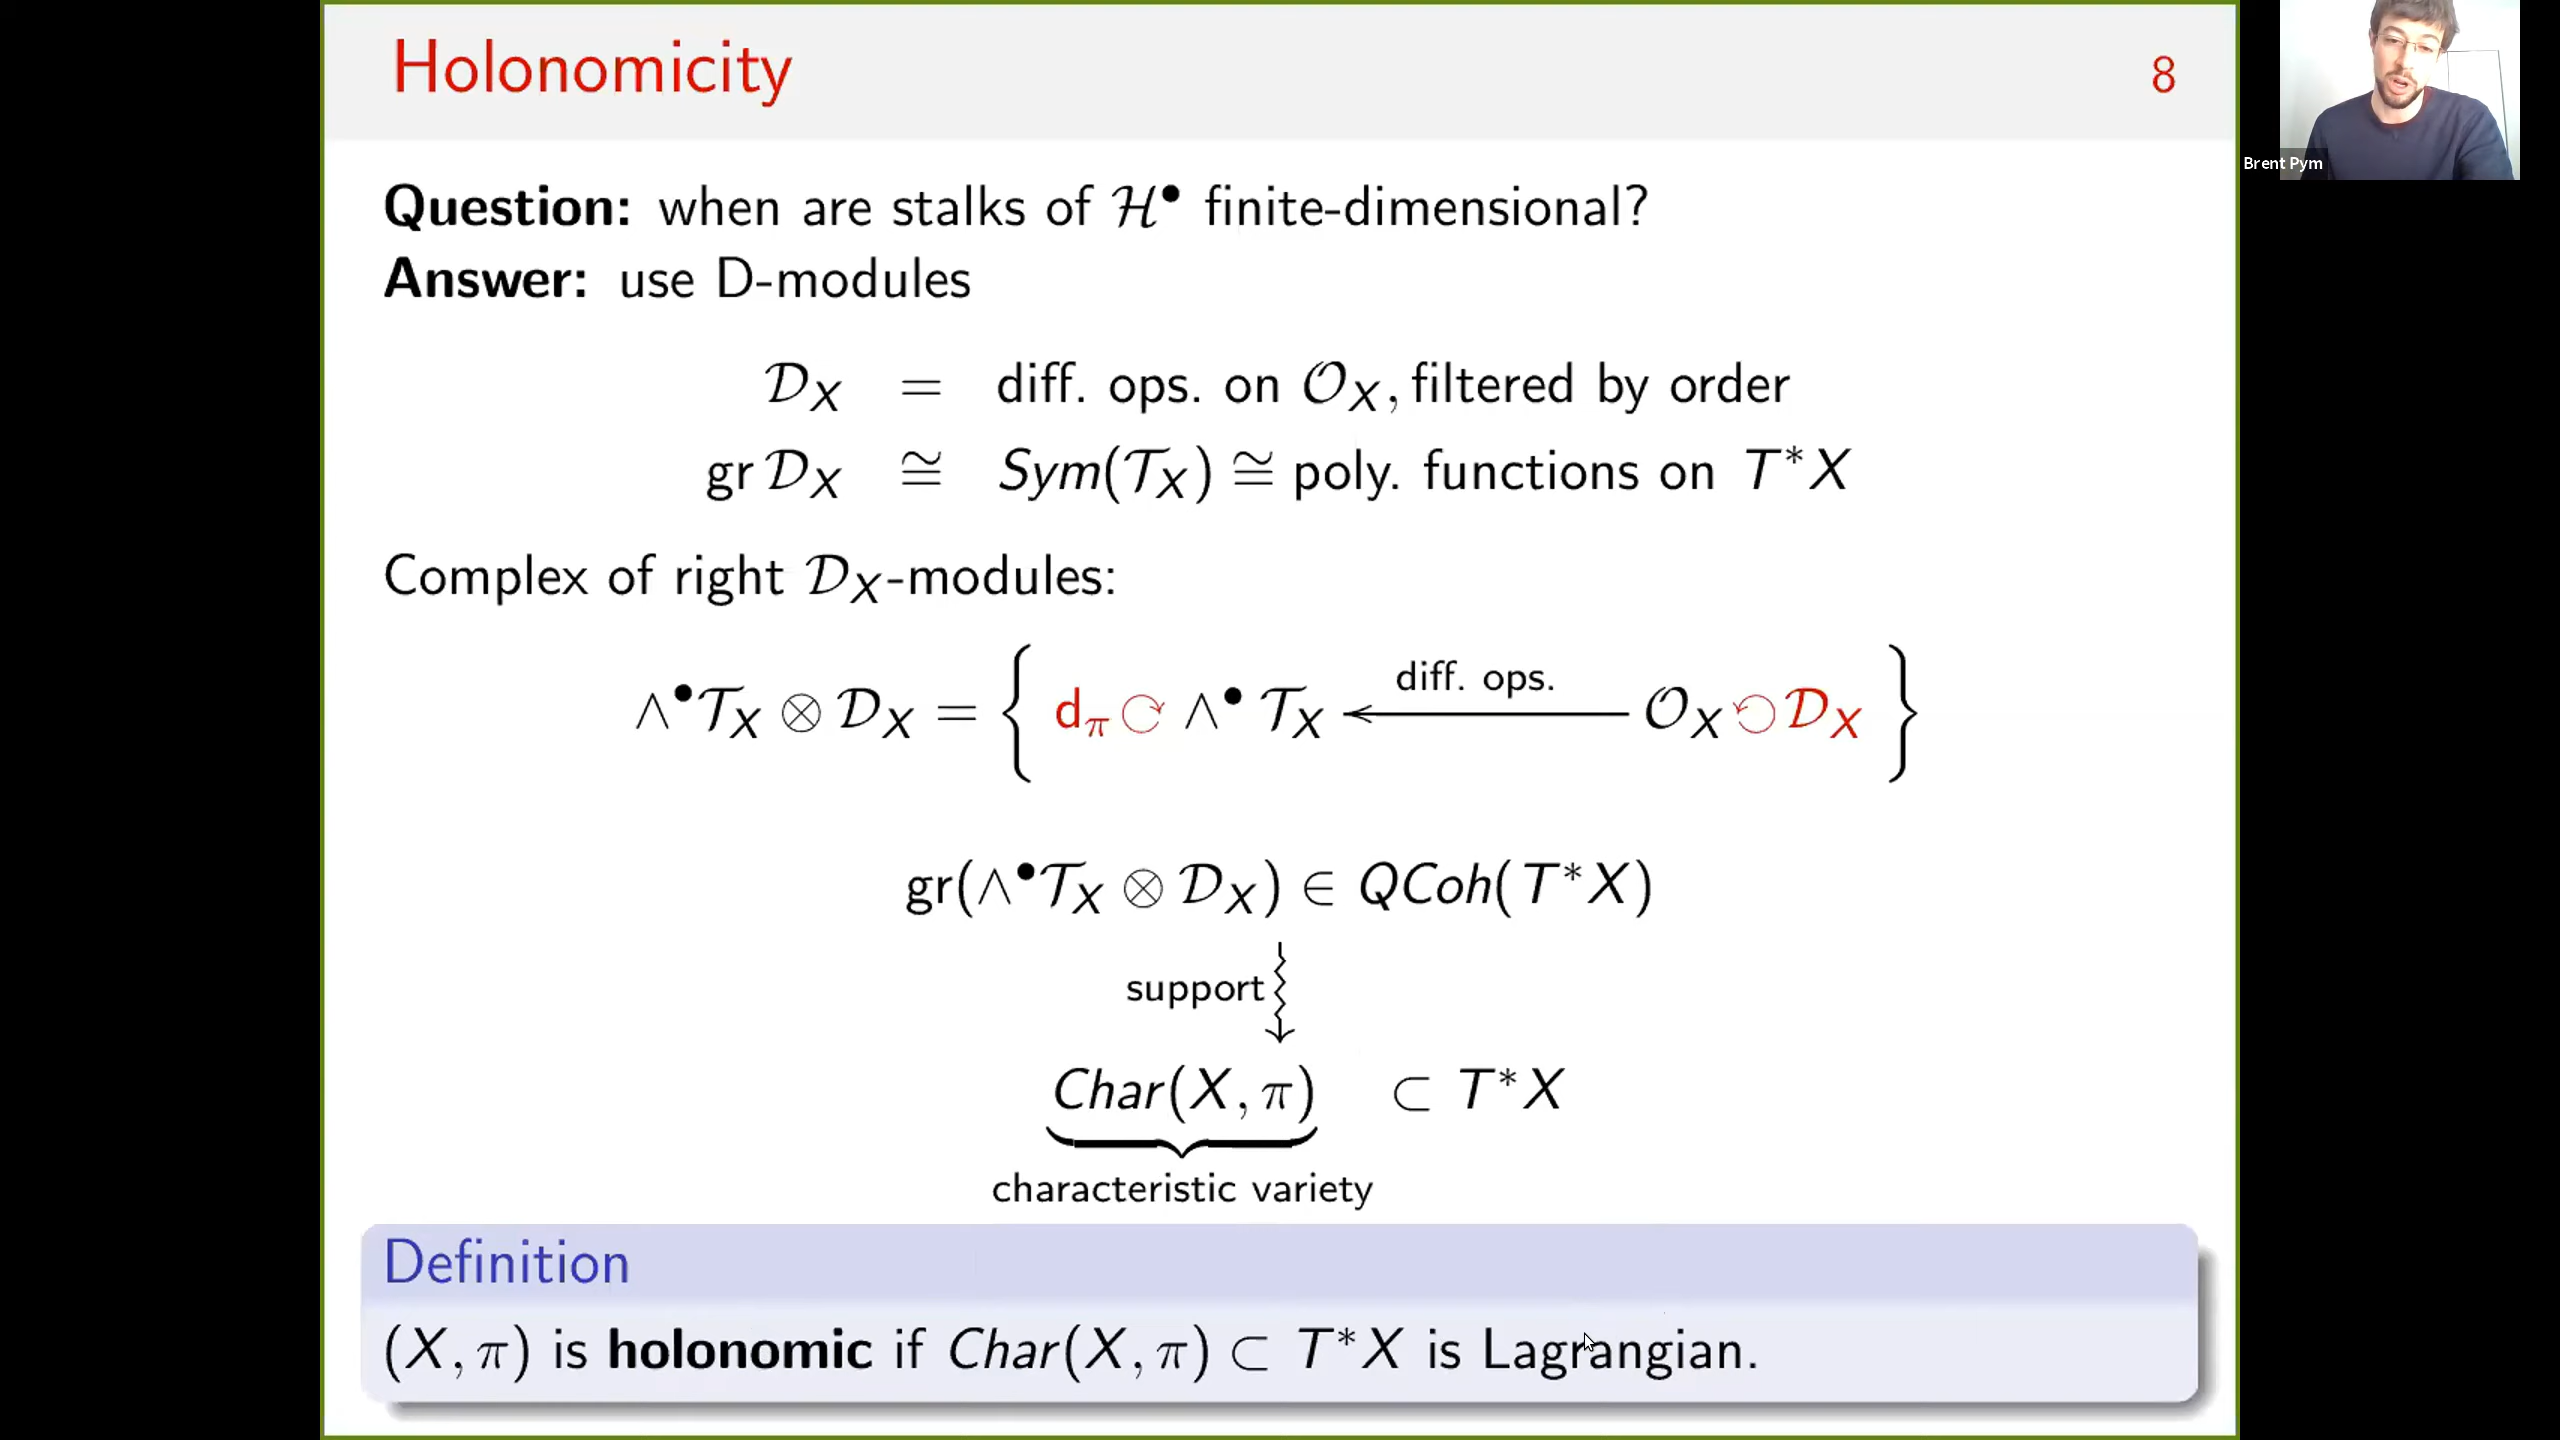 Holonomicity
8
Brent Pym
Question: when are stalks of ℋ• finite-dimensional?
Answer: use D-modules
𝒟_X = diff. ops. on 𝒪_X, filtered by order
gr 𝒟_X ≅ Sym(𝒯_X) ≅ poly. functions on T*X
Complex of right 𝒟_X-modules:
∧•𝒯_X ⊗ 𝒟_X = { d_π ⟳ ∧• 𝒯_X ⟵ 𝒪_X ⟲ 𝒟_X }
diff. ops.
gr(∧•𝒯_X ⊗ 𝒟_X) ∈ QCoh(T*X)
support
Char(X, π) ⊂ T*X
characteristic variety
Definition
(X, π) is holonomic if Char(X, π) ⊂ T*X is Lagrangian.